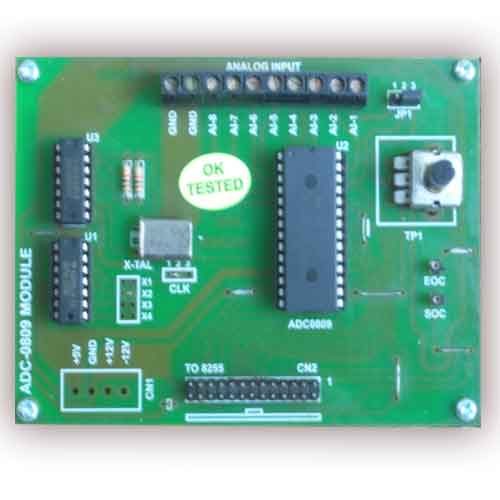 ANALOG INPUT
GND GND AI-8 AI-7 AI-6 AI-5 AI-4 AI-3 AI-2 AI-1
1 2 3
JP1
U3
U2
OK
TESTED
TP1
U1
X-TAL
1 2 3
CLK
X1
X2
X3
X4
EOC
SOC
ADC0809
ADC-0809 MODULE
+5V
GND
+12V
-12V
CN1
TO 8255
CN2
1